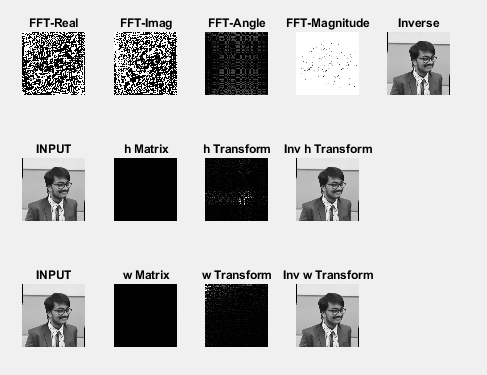 FFT-Real FFT-Imag FFT-Angle FFT-Magnitude Inverse
INPUT h Matrix h Transform Inv h Transform
INPUT w Matrix w Transform Inv w Transform